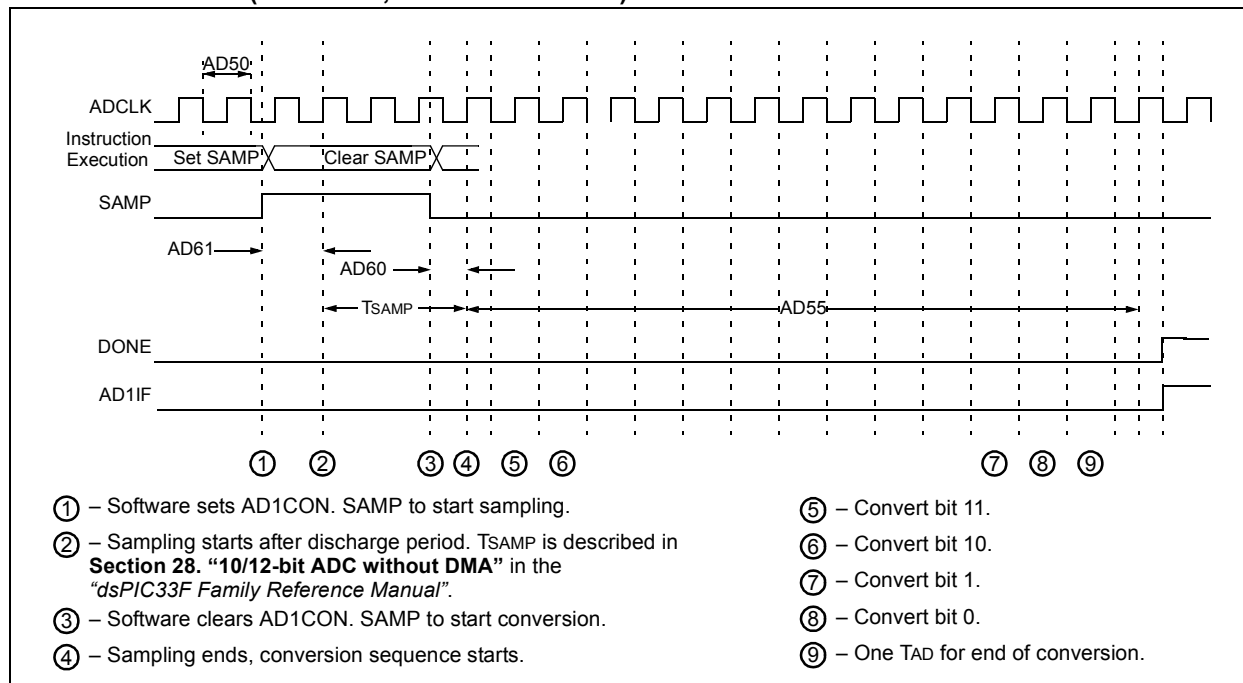 AD50
ADCLK
Instruction
Execution
Set SAMP
Clear SAMP
SAMP
AD61
AD60
TSAMP
AD55
DONE
AD1IF
1 2 3 4 5 6 7 8 9
1 – Software sets AD1CON. SAMP to start sampling.
2 – Sampling starts after discharge period. TSAMP is described in
Section 28. “10/12-bit ADC without DMA” in the
“dsPIC33F Family Reference Manual”.
3 – Software clears AD1CON. SAMP to start conversion.
4 – Sampling ends, conversion sequence starts.
5 – Convert bit 11.
6 – Convert bit 10.
7 – Convert bit 1.
8 – Convert bit 0.
9 – One TAD for end of conversion.